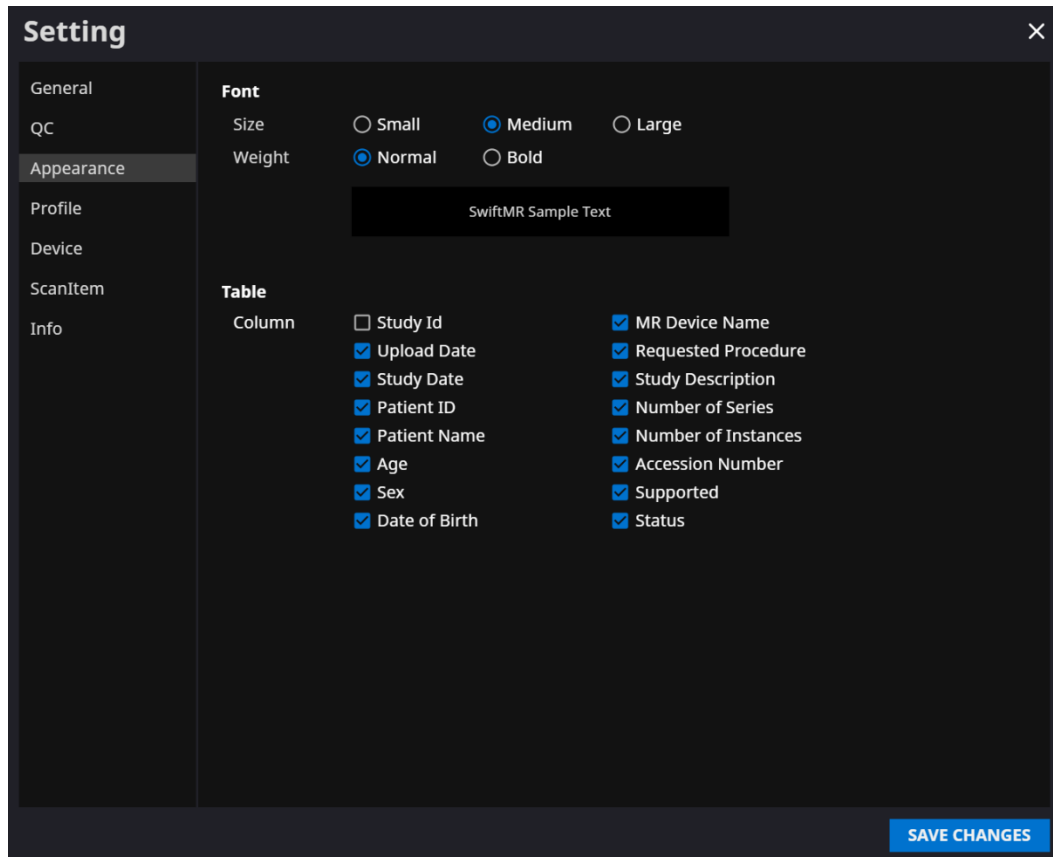 Setting
General
QC
Appearance
Profile
Device
ScanItem
Info
Font
Size Small Medium Large
Weight Normal Bold
SwiftMR Sample Text
Table
Column Study Id MR Device Name
Upload Date Requested Procedure
Study Date Study Description
Patient ID Number of Series
Patient Name Number of Instances
Age Accession Number
Sex Supported
Date of Birth Status
SAVE CHANGES